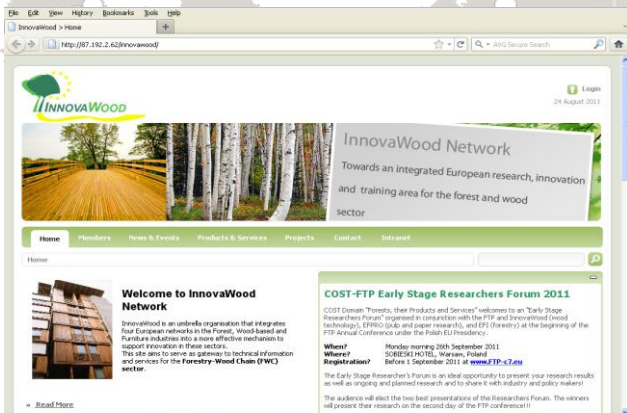 File Edit View History Bookmarks Tools Help
InnovaWood > Home
http://87.192.2.62/innovawood/
AVG Secure Search
INNOVAWOOD
Login
24 August 2011
InnovaWood Network
Towards an integrated European research, innovation
and training area for the forest and wood
sector
Home Members News & Events Products & Services Projects Contact Intranet
Home
Welcome to InnovaWood
Network
InnovaWood is an umbrella organisation that integrates
four European networks in the Forest, Wood-based and
Furniture industries into a more effective mechanism to
support innovation in these sectors.
This site aims to serve as gateway to technical information
and services for the Forestry-Wood Chain (FWC)
sector.
» Read More
COST-FTP Early Stage Researchers Forum 2011
COST Domain "Forests, their Products and Services" welcomes to an "Early Stage
Researchers Forum" organised in conjunction with the FTP and InnovaWood (wood
technology), EFPRO (pulp and paper research), and EFI (forestry) at the beginning of the
FTP Annual Conference under the Polish EU Presidency.
When? Monday morning 26th September 2011
Where? SOBIESKI HOTEL, Warsaw, Poland
Registration? Before 1 September 2011 at www.FTP-c7.eu
The Early Stage Researcher's Forum is an ideal opportunity to present your research results
as well as ongoing and planned research and to share it with industry and policy makers!
The audience will elect the two best presentations of the Researchers Forum. The winners
will present their research on the second day of the FTP conference!!!